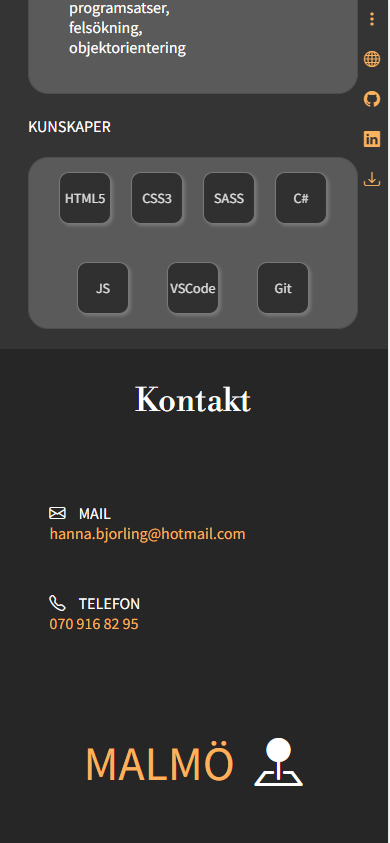 programsatser,
felsökning,
objektorientering
KUNSKAPER
HTML5 CSS3 SASS C#
JS VSCode Git
Kontakt
MAIL
hanna.bjorling@hotmail.com
TELEFON
070 916 82 95
MALMÖ